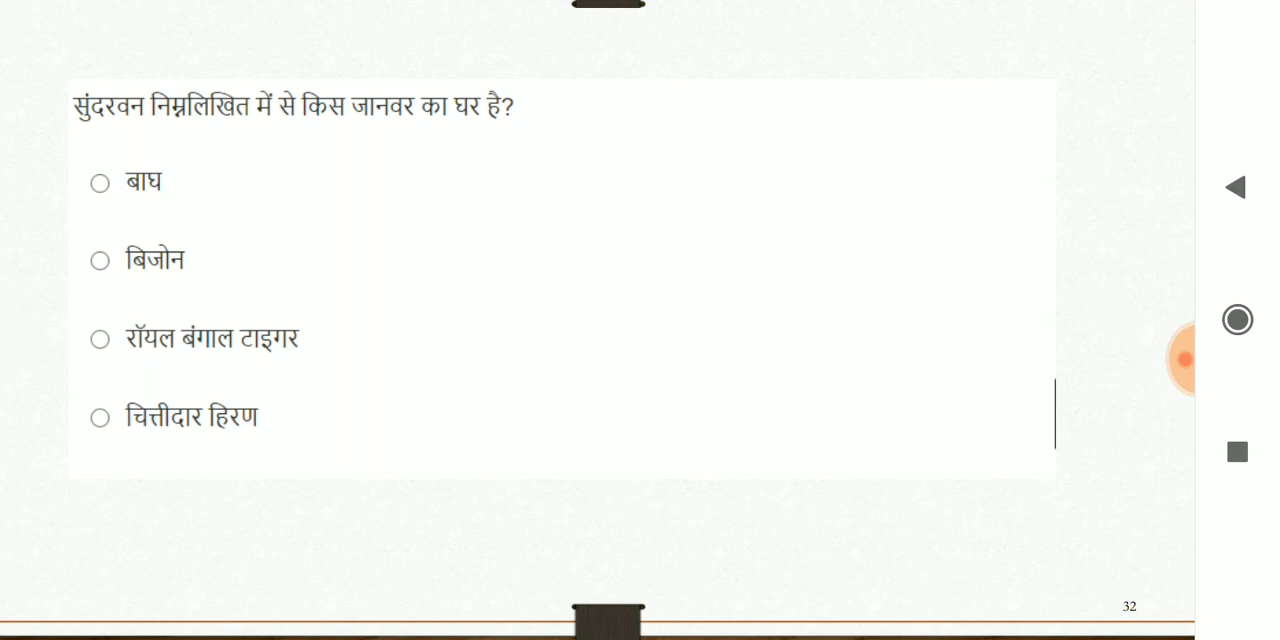 सुंदरवन निम्नलिखित में से किस जानवर का घर है?
बाघ
बिजोन
रॉयल बंगाल टाइगर
चित्तीदार हिरण
32